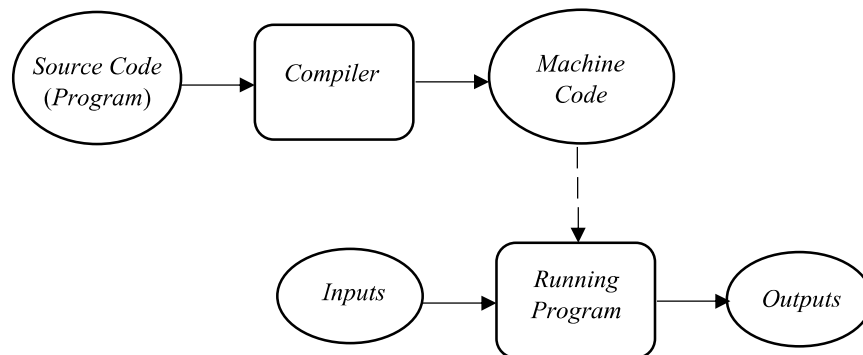 Source Code
(Program)
Compiler
Machine
Code
Inputs
Running
Program
Outputs